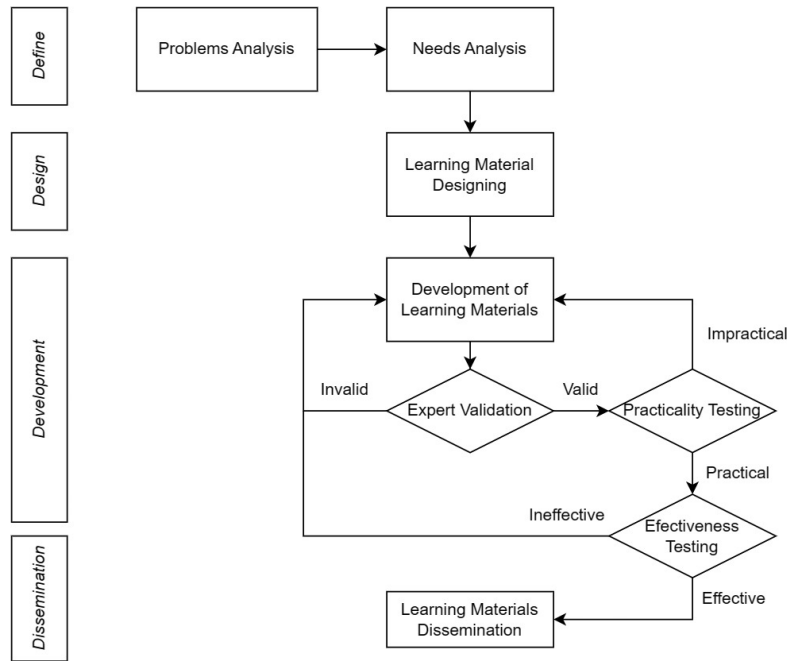 Define
Problems Analysis
Needs Analysis
Design
Learning Material
Designing
Development
Development of
Learning Materials
Impractical
Invalid
Expert Validation
Valid
Practicality Testing
Practical
Ineffective
Efectiveness
Testing
Effective
Dissemination
Learning Materials
Dissemination